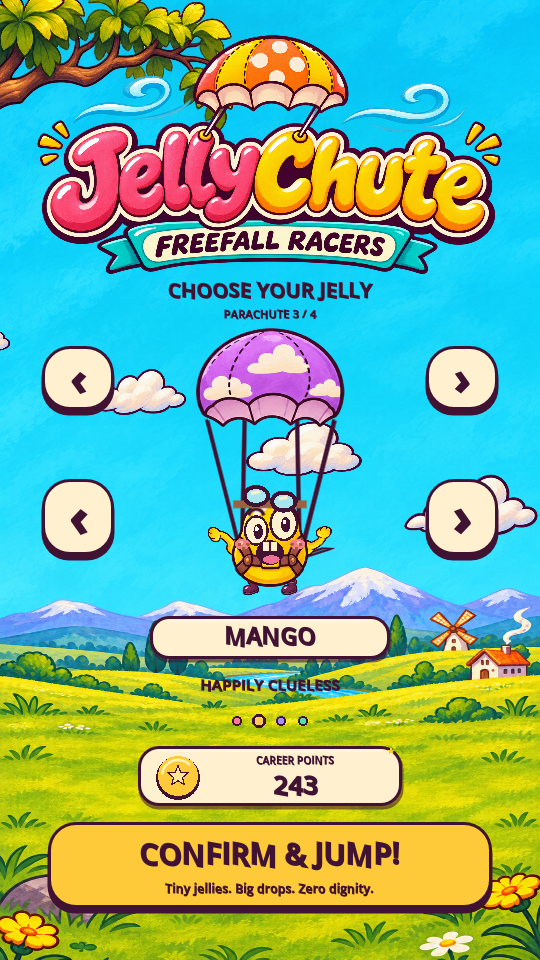 JellyChute
FREEFALL RACERS
CHOOSE YOUR JELLY
PARACHUTE 3 / 4
‹ ›
‹ ›
MANGO
HAPPILY CLUELESS
CAREER POINTS
243
CONFIRM & JUMP!
Tiny jellies. Big drops. Zero dignity.